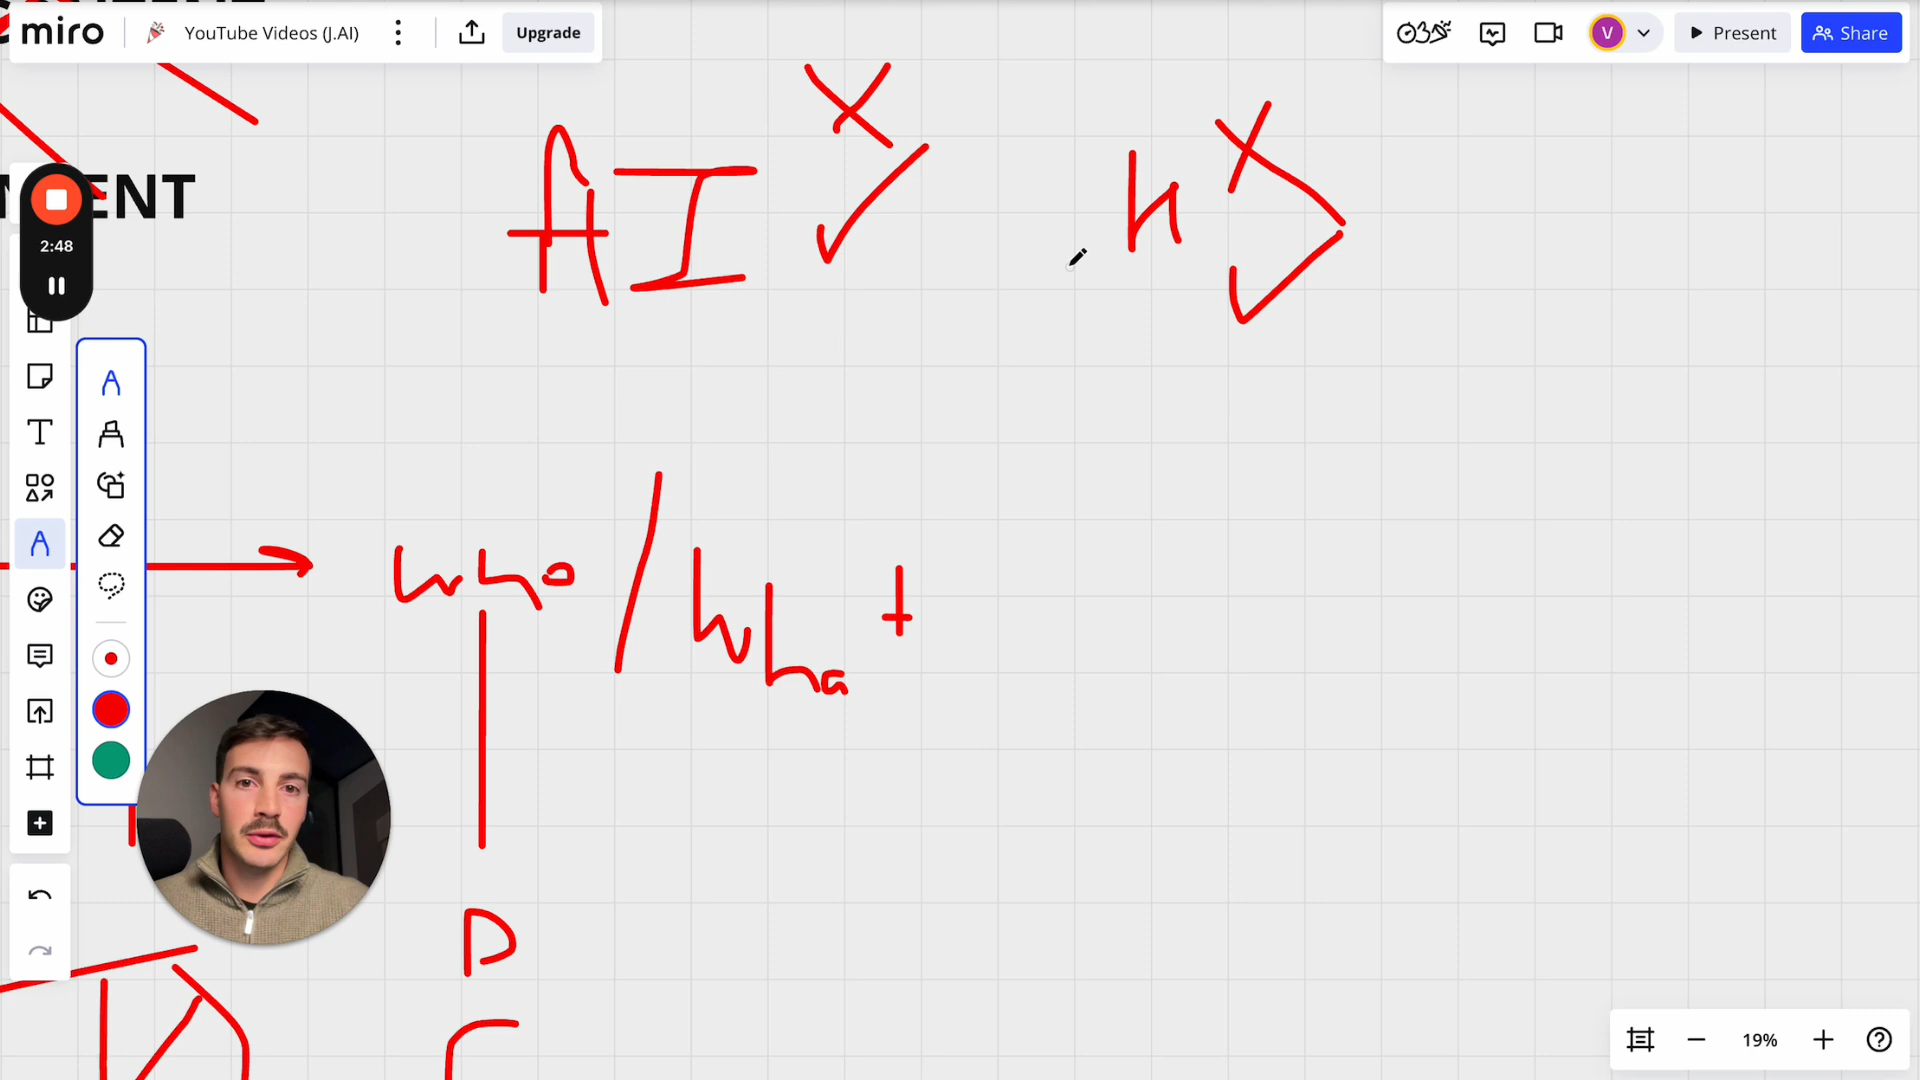 miro
YouTube Videos (J.AI)
Upgrade
Present
Share
V
ENT
2:48
AI
who / what
19%